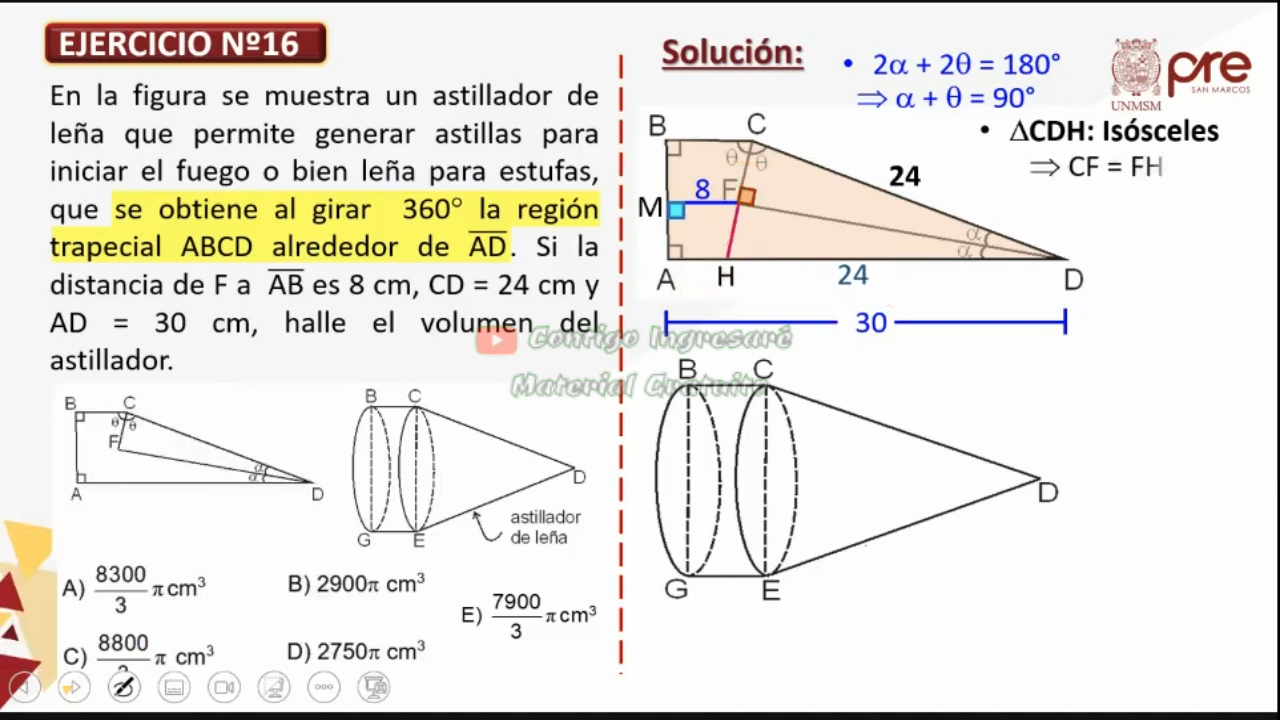 EJERCICIO Nº16
En la figura se muestra un astillador de
leña que permite generar astillas para
iniciar el fuego o bien leña para estufas,
que se obtiene al girar 360° la región
trapecial ABCD alrededor de AD. Si la
distancia de F a AB es 8 cm, CD = 24 cm y
AD = 30 cm, halle el volumen del
astillador.
B C
θ θ
F
α
α
A D
B C
D
G E
astillador
de leña
A) 8300/3 π cm³
B) 2900π cm³
C) 8800/ π cm³
D) 2750π cm³
E) 7900/3 π cm³
Solución:
• 2α + 2θ = 180°
⇒ α + θ = 90°
UNMSM
pre
SAN MARCOS
• ∆CDH: Isósceles
⇒ CF = FH
B C
θ θ
24
8 F
M
α
α
A H 24 D
30
Contigo Ingresaré
Material Gratuito
B C
D
G E